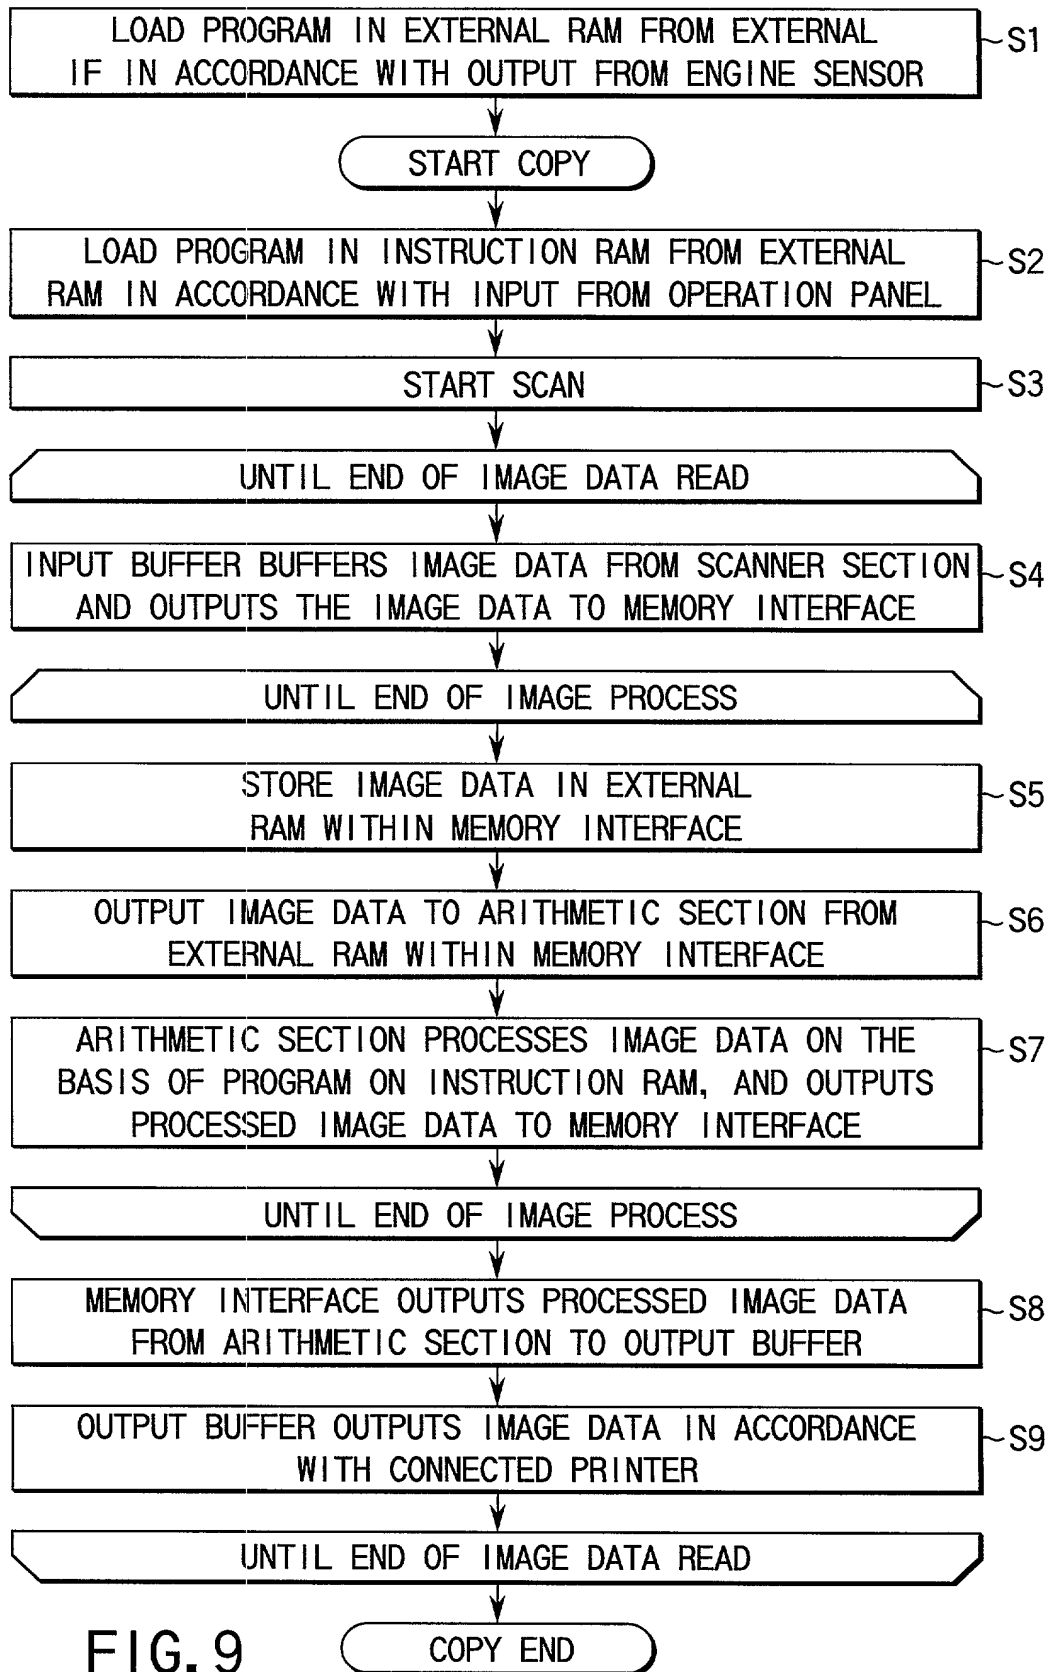 LOAD PROGRAM IN EXTERNAL RAM FROM EXTERNAL
IF IN ACCORDANCE WITH OUTPUT FROM ENGINE SENSOR
S1
START COPY
LOAD PROGRAM IN INSTRUCTION RAM FROM EXTERNAL
RAM IN ACCORDANCE WITH INPUT FROM OPERATION PANEL
S2
START SCAN
S3
UNTIL END OF IMAGE DATA READ
INPUT BUFFER BUFFERS IMAGE DATA FROM SCANNER SECTION
AND OUTPUTS THE IMAGE DATA TO MEMORY INTERFACE
S4
UNTIL END OF IMAGE PROCESS
STORE IMAGE DATA IN EXTERNAL
RAM WITHIN MEMORY INTERFACE
S5
OUTPUT IMAGE DATA TO ARITHMETIC SECTION FROM
EXTERNAL RAM WITHIN MEMORY INTERFACE
S6
ARITHMETIC SECTION PROCESSES IMAGE DATA ON THE
BASIS OF PROGRAM ON INSTRUCTION RAM, AND OUTPUTS
PROCESSED IMAGE DATA TO MEMORY INTERFACE
S7
UNTIL END OF IMAGE PROCESS
MEMORY INTERFACE OUTPUTS PROCESSED IMAGE DATA
FROM ARITHMETIC SECTION TO OUTPUT BUFFER
S8
OUTPUT BUFFER OUTPUTS IMAGE DATA IN ACCORDANCE
WITH CONNECTED PRINTER
S9
UNTIL END OF IMAGE DATA READ
COPY END
FIG. 9